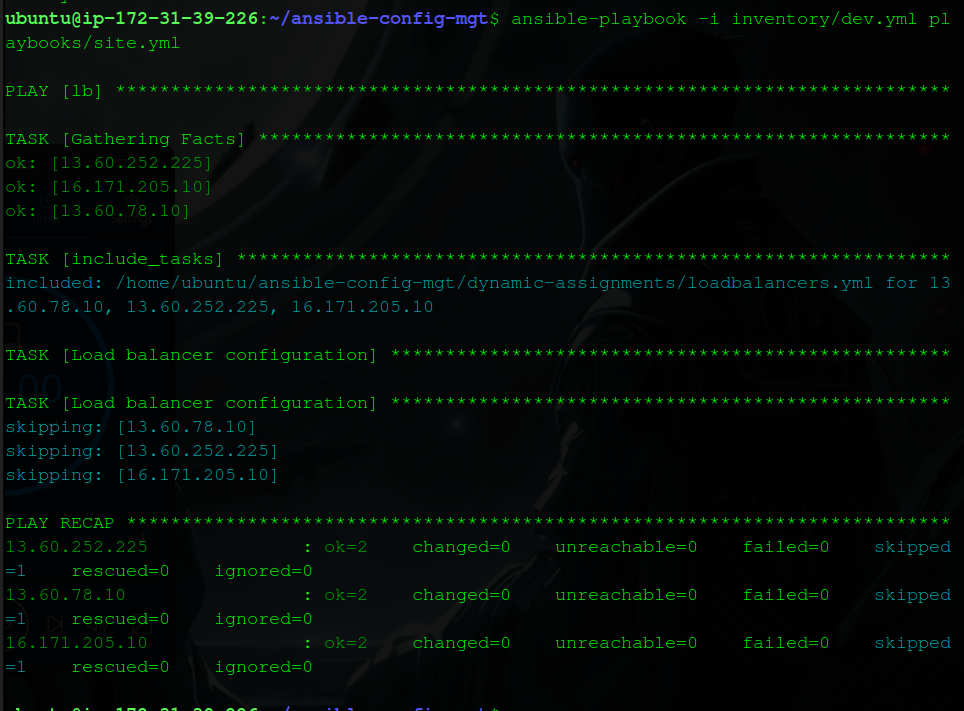 ubuntu@ip-172-31-39-226:~/ansible-config-mgt$ ansible-playbook -i inventory/dev.yml pl
aybooks/site.yml
PLAY [lb] ****************************************************************************
TASK [Gathering Facts] ***************************************************************
ok: [13.60.252.225]
ok: [16.171.205.10]
ok: [13.60.78.10]
TASK [include_tasks] *****************************************************************
included: /home/ubuntu/ansible-config-mgt/dynamic-assignments/loadbalancers.yml for 13
.60.78.10, 13.60.252.225, 16.171.205.10
TASK [Load balancer configuration] ***************************************************
TASK [Load balancer configuration] ***************************************************
skipping: [13.60.78.10]
skipping: [13.60.252.225]
skipping: [16.171.205.10]
PLAY RECAP ***************************************************************************
13.60.252.225              : ok=2    changed=0    unreachable=0    failed=0    skipped
=1    rescued=0    ignored=0
13.60.78.10                : ok=2    changed=0    unreachable=0    failed=0    skipped
=1    rescued=0    ignored=0
16.171.205.10              : ok=2    changed=0    unreachable=0    failed=0    skipped
=1    rescued=0    ignored=0